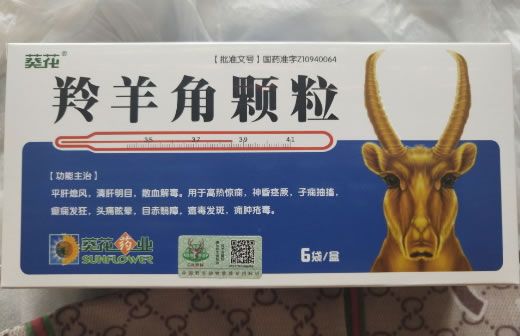 葵花®
【批准文号】国药准字Z10940064
羚羊角颗粒
35 37 39 41
【功能主治】
平肝熄风，清肝明目，散血解毒。用于高热惊痫，神昏痉厥，子痫抽搐，
癫痫发狂，头痛眩晕，目赤翳障，温毒发斑，痈肿疮毒。
葵花药业
SUNFLOWER
6袋/盒